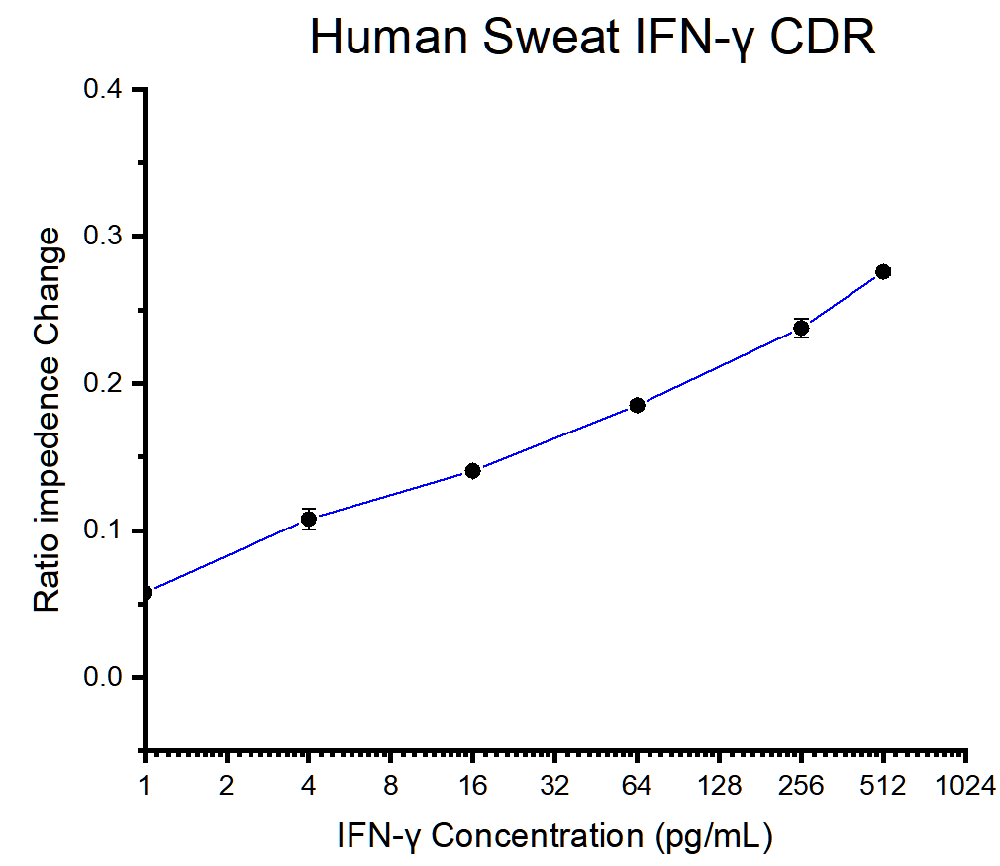 Human Sweat IFN-γ CDR
0.4
0.3
0.2
0.1
0.0
Ratio impedence Change
1 2 4 8 16 32 64 128 256 512 1024
IFN-γ Concentration (pg/mL)